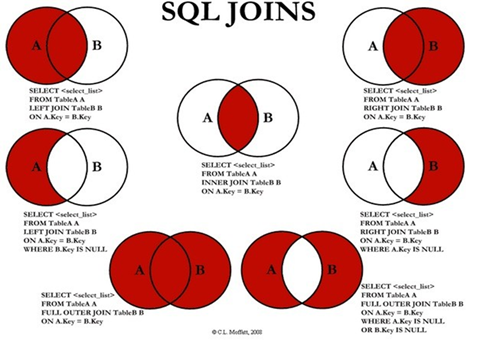 SQL JOINS
A B
SELECT <select_list>
FROM TableA A
LEFT JOIN TableB B
ON A.Key = B.Key
A B
SELECT <select_list>
FROM TableA A
RIGHT JOIN TableB B
ON A.Key = B.Key
A B
SELECT <select_list>
FROM TableA A
INNER JOIN TableB B
ON A.Key = B.Key
A B
SELECT <select_list>
FROM TableA A
LEFT JOIN TableB B
ON A.Key = B.Key
WHERE B.Key IS NULL
A B
SELECT <select_list>
FROM TableA A
RIGHT JOIN TableB B
ON A.Key = B.Key
WHERE A.Key IS NULL
A B
SELECT <select_list>
FROM TableA A
FULL OUTER JOIN TableB B
ON A.Key = B.Key
A B
SELECT <select_list>
FROM TableA A
FULL OUTER JOIN TableB B
ON A.Key = B.Key
WHERE A.Key IS NULL
OR B.Key IS NULL
© C.L. Moffatt, 2008